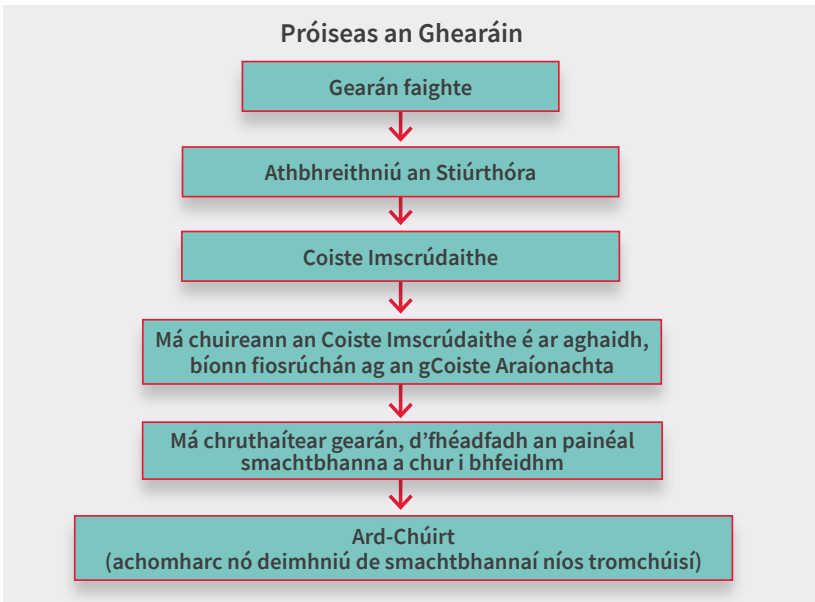 Próiseas an Ghearáin
Gearán faighte
Athbhreithniú an Stiúrthóra
Coiste Imscrúdaithe
Má chuireann an Coiste Imscrúdaithe é ar aghaidh,
bíonn fiosrúchán ag an gCoiste Araíonachta
Má chruthaítear gearán, d'fhéadfadh an painéal
smachtbhanna a chur i bhfeidhm
Ard-Chúirt
(achomharc nó deimhniú de smachtbhannaí níos tromchúisí)